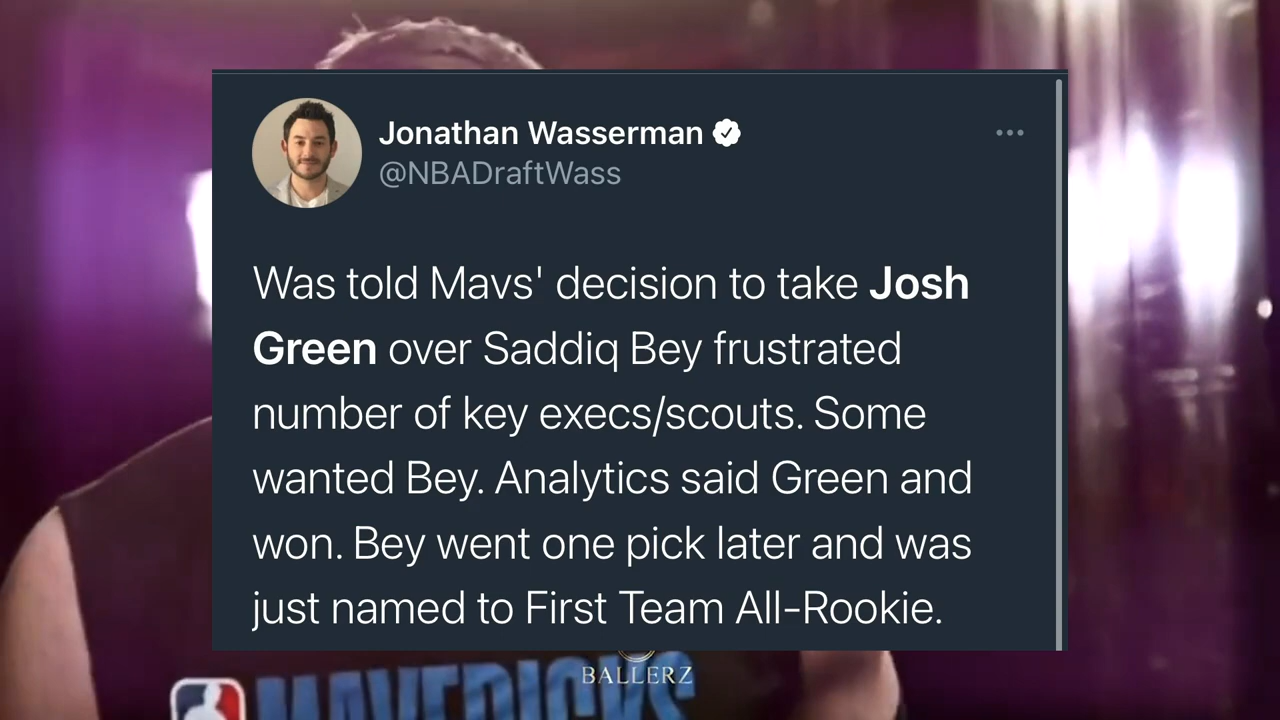 Jonathan Wasserman
@NBADraftWass
Was told Mavs' decision to take Josh
Green over Saddiq Bey frustrated
number of key execs/scouts. Some
wanted Bey. Analytics said Green and
won. Bey went one pick later and was
just named to First Team All-Rookie.
BALLERZ
MAVERICKS